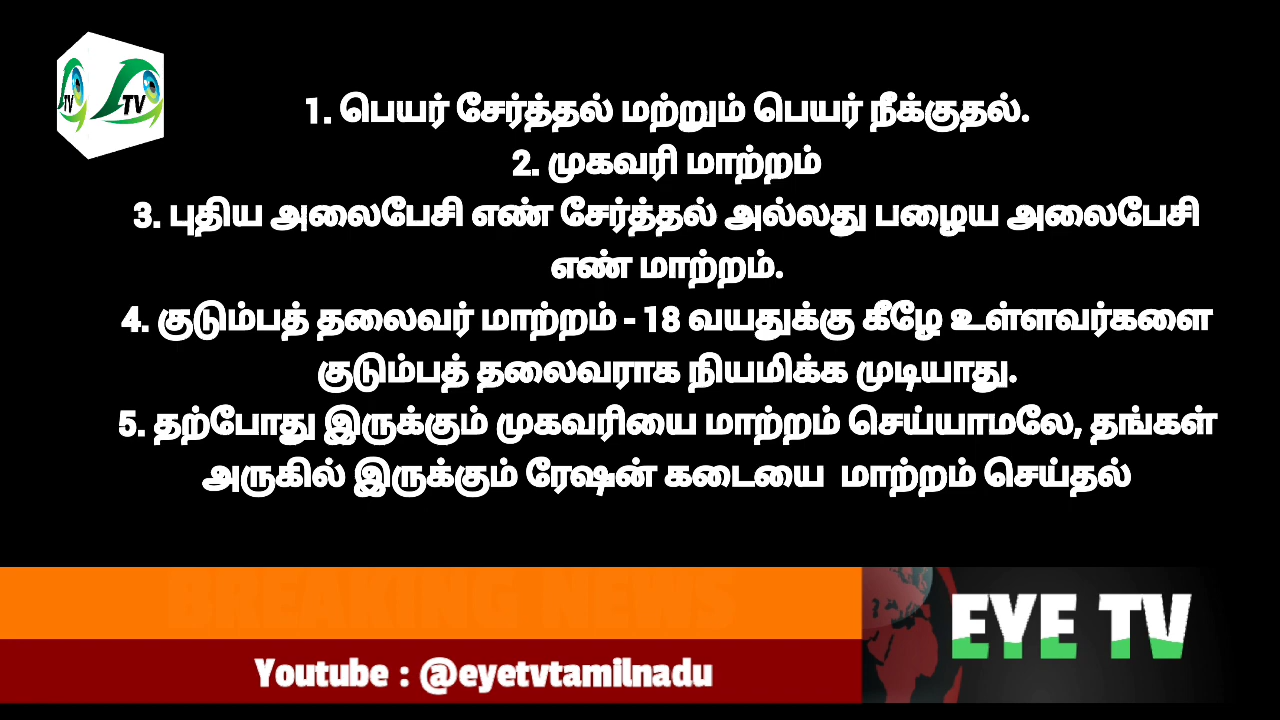 TV TV
1. பெயர் சேர்த்தல் மற்றும் பெயர் நீக்குதல்.
2. முகவரி மாற்றம்
3. புதிய அலைபேசி எண் சேர்த்தல் அல்லது பழைய அலைபேசி
எண் மாற்றம்.
4. குடும்பத் தலைவர் மாற்றம் - 18 வயதுக்கு கீழே உள்ளவர்களை
குடும்பத் தலைவராக நியமிக்க முடியாது.
5. தற்போது இருக்கும் முகவரியை மாற்றம் செய்யாமலே, தங்கள்
அருகில் இருக்கும் ரேஷன் கடையை மாற்றம் செய்தல்
BREAKING NEWS
EYE TV
Youtube : @eyetvtamilnadu